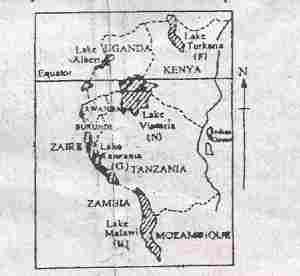 Lake
Albert
UGANDA
Lake
Turkana
(F)
Equator
KENYA
N
RWANDA
Lake
Victoria
(N)
BURUNDI
Indian
Ocean
ZAIRE
Lake
Tanzania
(G)
TANZANIA
ZAMBIA
Lake
Malawi
MOZAMBIQUE